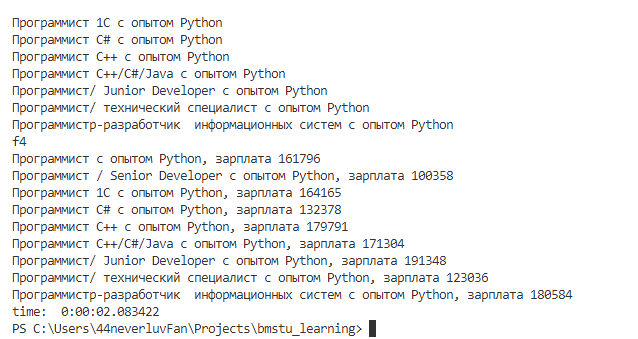 Программист 1C с опытом Python
Программист C# с опытом Python
Программист C++ с опытом Python
Программист C++/C#/Java с опытом Python
Программист/ Junior Developer с опытом Python
Программист/ технический специалист с опытом Python
Программистр-разработчик  информационных систем с опытом Python
f4
Программист с опытом Python, зарплата 161796
Программист / Senior Developer с опытом Python, зарплата 100358
Программист 1C с опытом Python, зарплата 164165
Программист C# с опытом Python, зарплата 132378
Программист C++ с опытом Python, зарплата 179791
Программист C++/C#/Java с опытом Python, зарплата 171304
Программист/ Junior Developer с опытом Python, зарплата 191348
Программист/ технический специалист с опытом Python, зарплата 123036
Программистр-разработчик  информационных систем с опытом Python, зарплата 180584
time:  0:00:02.083422
PS C:\Users\44neverluvFan\Projects\bmstu_learning>